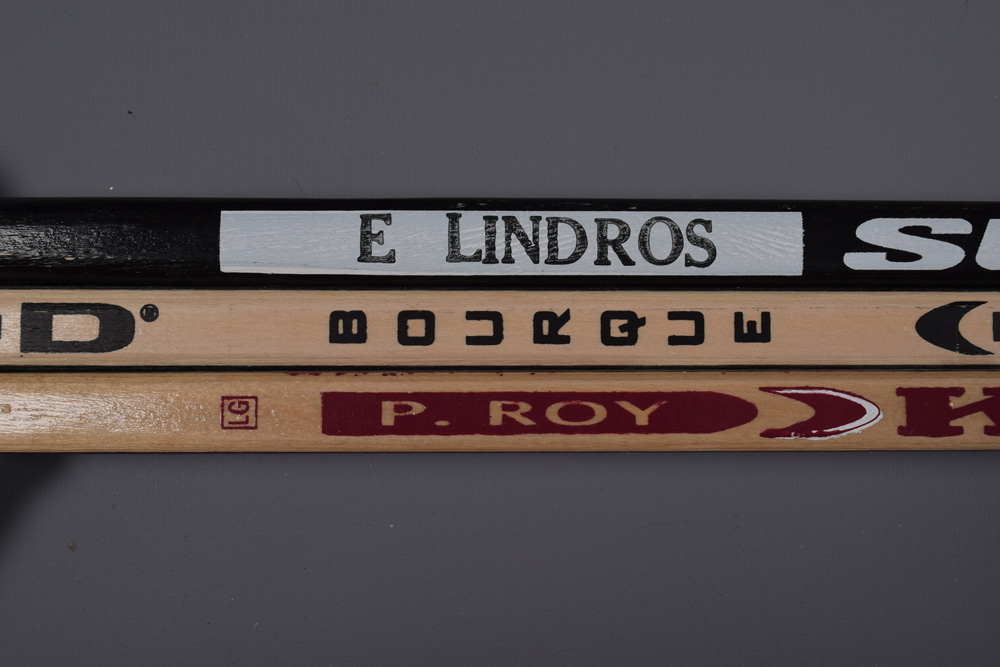 E LINDROS
BOURQUE
LG P. ROY